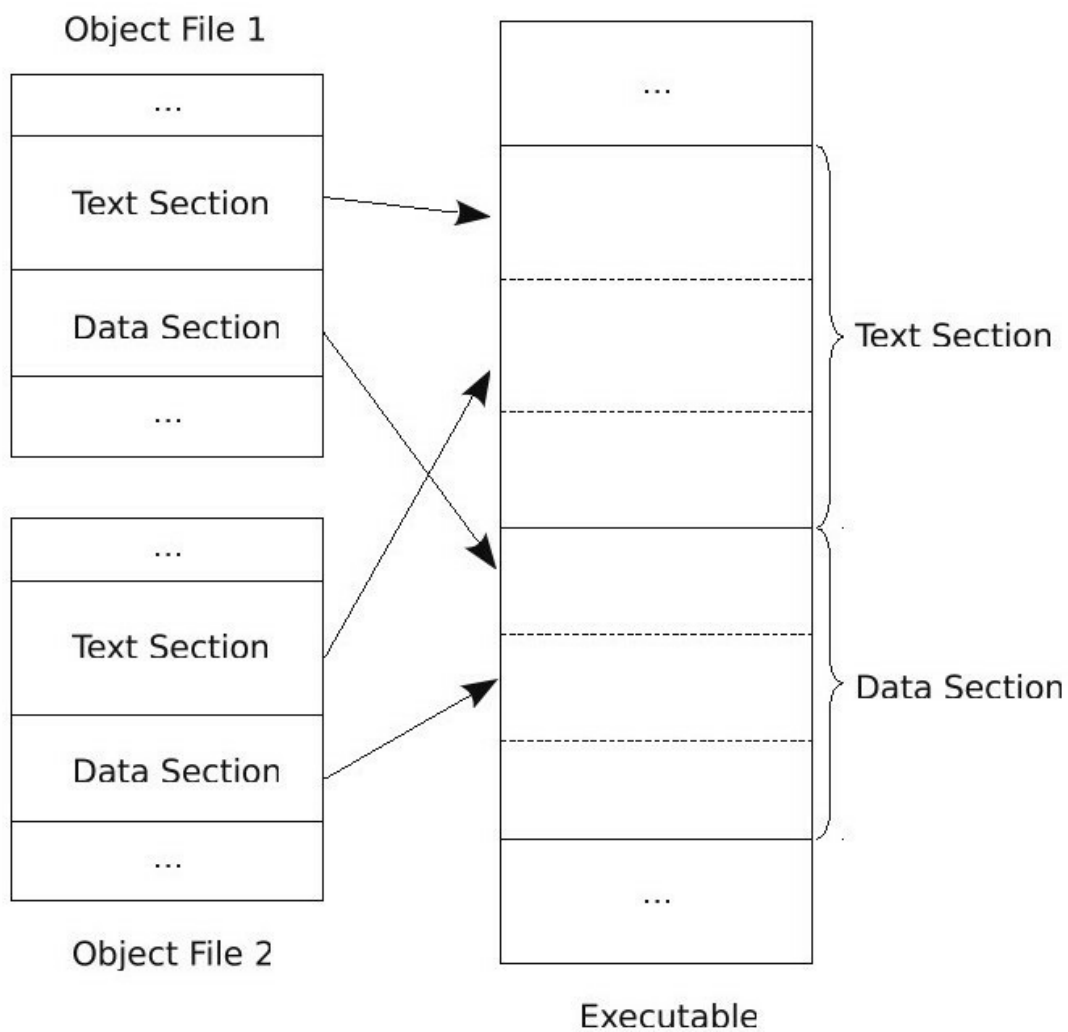 Object File 1
...
Text Section
Data Section
...
...
Text Section
Data Section
...
Object File 2
...
Text Section
Data Section
...
Executable